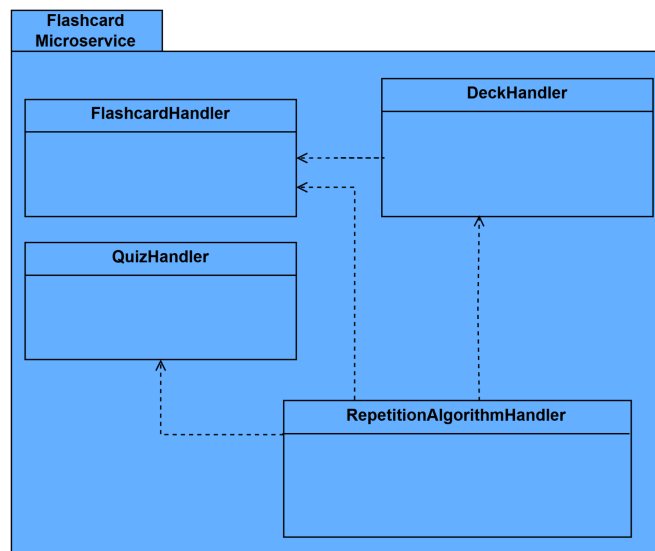 Flashcard
Microservice
DeckHandler
FlashcardHandler
QuizHandler
RepetitionAlgorithmHandler